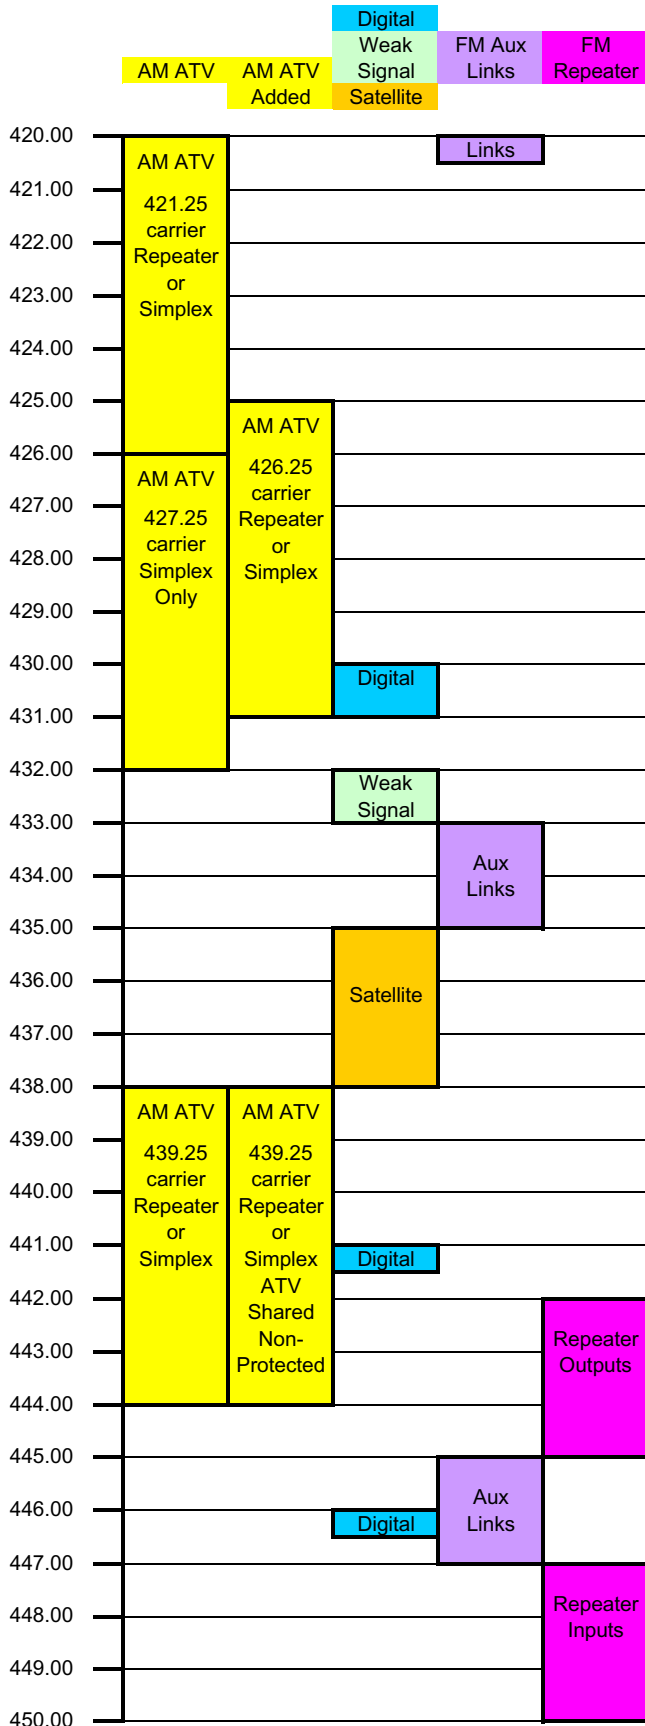 Digital
Weak
Signal
Satellite
FM Aux
Links
FM
Repeater
AM ATV
AM ATV
Added
420.00
421.00
422.00
423.00
424.00
425.00
426.00
427.00
428.00
429.00
430.00
431.00
432.00
433.00
434.00
435.00
436.00
437.00
438.00
439.00
440.00
441.00
442.00
443.00
444.00
445.00
446.00
447.00
448.00
449.00
450.00
AM ATV
421.25
carrier
Repeater
or
Simplex
AM ATV
427.25
carrier
Simplex
Only
AM ATV
439.25
carrier
Repeater
or
Simplex
AM ATV
426.25
carrier
Repeater
or
Simplex
AM ATV
439.25
carrier
Repeater
or
Simplex
ATV
Shared
Non-
Protected
Digital
Weak
Signal
Satellite
Digital
Digital
Links
Aux
Links
Aux
Links
Repeater
Outputs
Repeater
Inputs